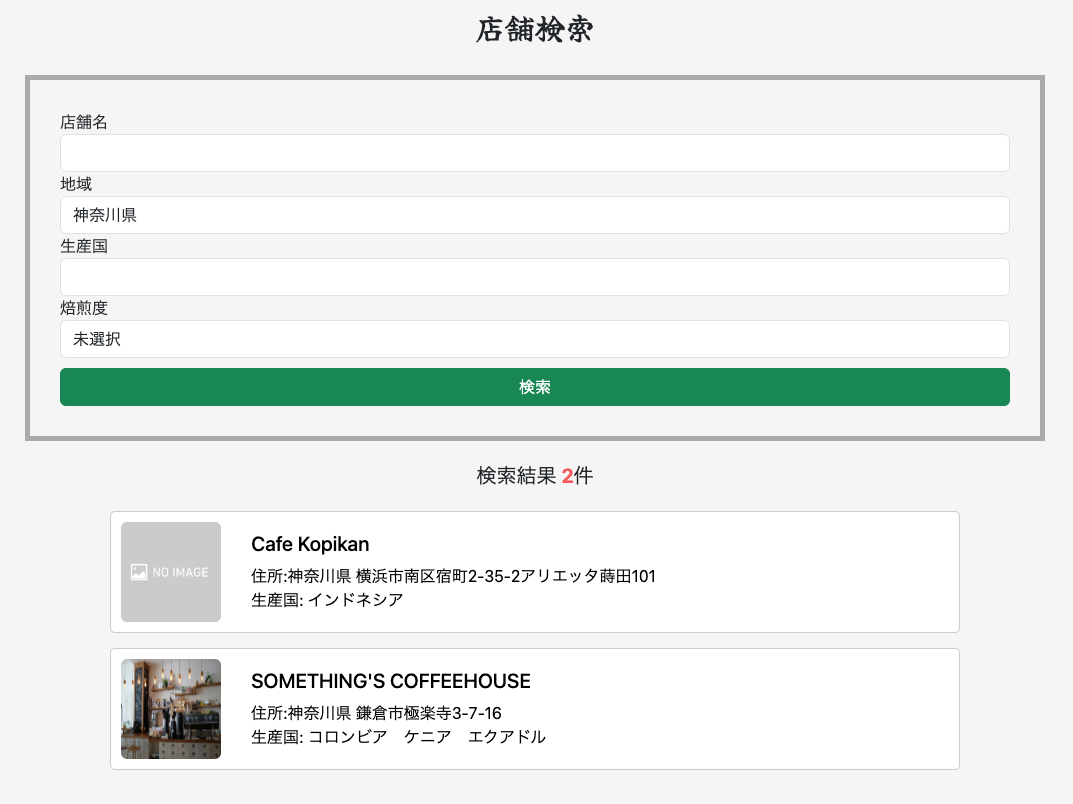 店舗検索
店舗名
地域
神奈川県
生産国
焙煎度
未選択
検索
検索結果 2件
NO IMAGE
Cafe Kopikan
住所:神奈川県 横浜市南区宿町2-35-2アリエッタ蒔田101
生産国: インドネシア
SOMETHING'S COFFEEHOUSE
住所:神奈川県 鎌倉市極楽寺3-7-16
生産国: コロンビア　ケニア　エクアドル